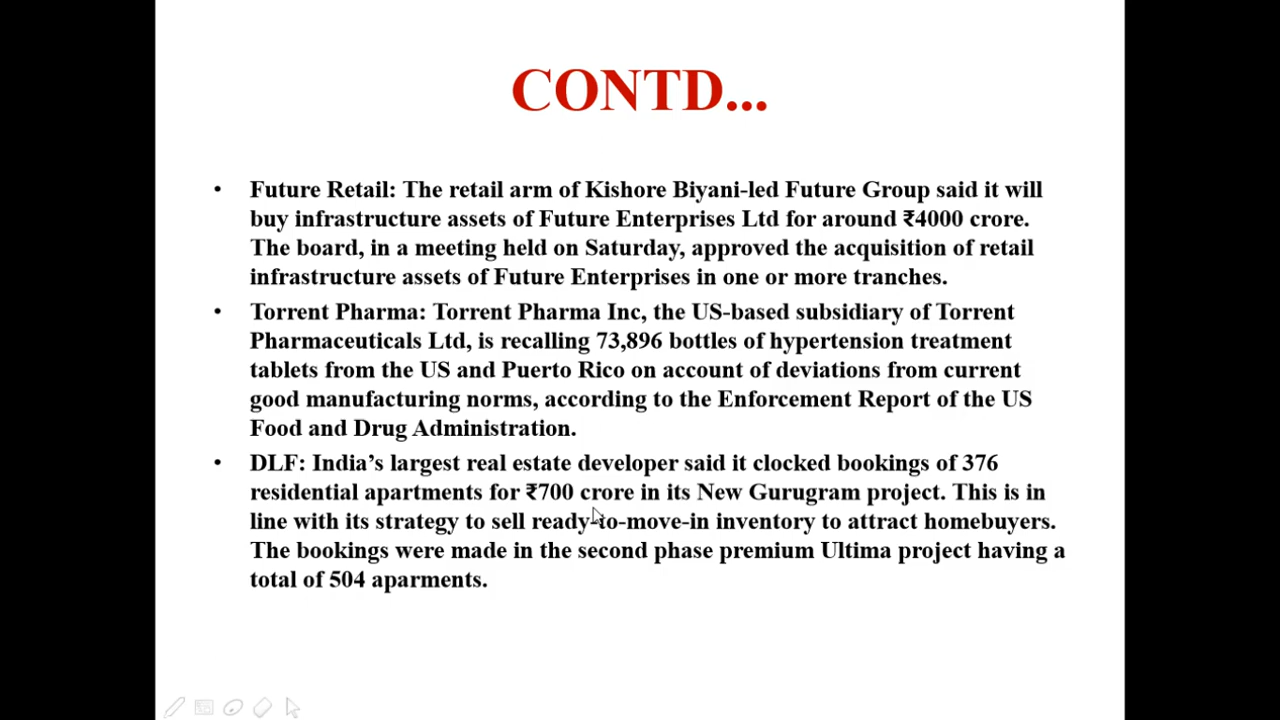 CONTD...
• Future Retail: The retail arm of Kishore Biyani-led Future Group said it will
buy infrastructure assets of Future Enterprises Ltd for around ₹4000 crore.
The board, in a meeting held on Saturday, approved the acquisition of retail
infrastructure assets of Future Enterprises in one or more tranches.
• Torrent Pharma: Torrent Pharma Inc, the US-based subsidiary of Torrent
Pharmaceuticals Ltd, is recalling 73,896 bottles of hypertension treatment
tablets from the US and Puerto Rico on account of deviations from current
good manufacturing norms, according to the Enforcement Report of the US
Food and Drug Administration.
• DLF: India’s largest real estate developer said it clocked bookings of 376
residential apartments for ₹700 crore in its New Gurugram project. This is in
line with its strategy to sell ready-to-move-in inventory to attract homebuyers.
The bookings were made in the second phase premium Ultima project having a
total of 504 aparments.